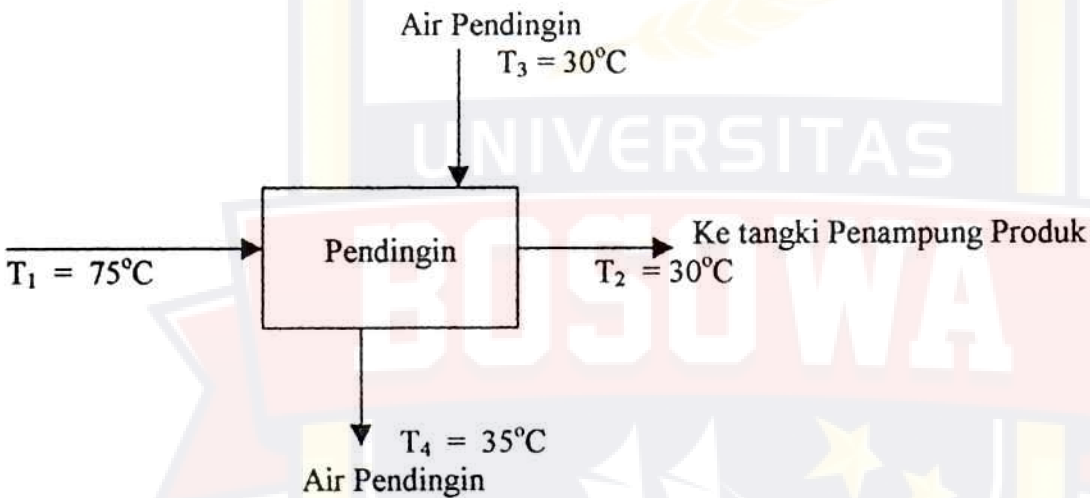 Air Pendingin
T₃ = 30°C
UNIVERSITAS
BOSOWA
Pendingin
Ke tangki Penampung Produk
T₁ = 75°C
T₂ = 30°C
T₄ = 35°C
Air Pendingin